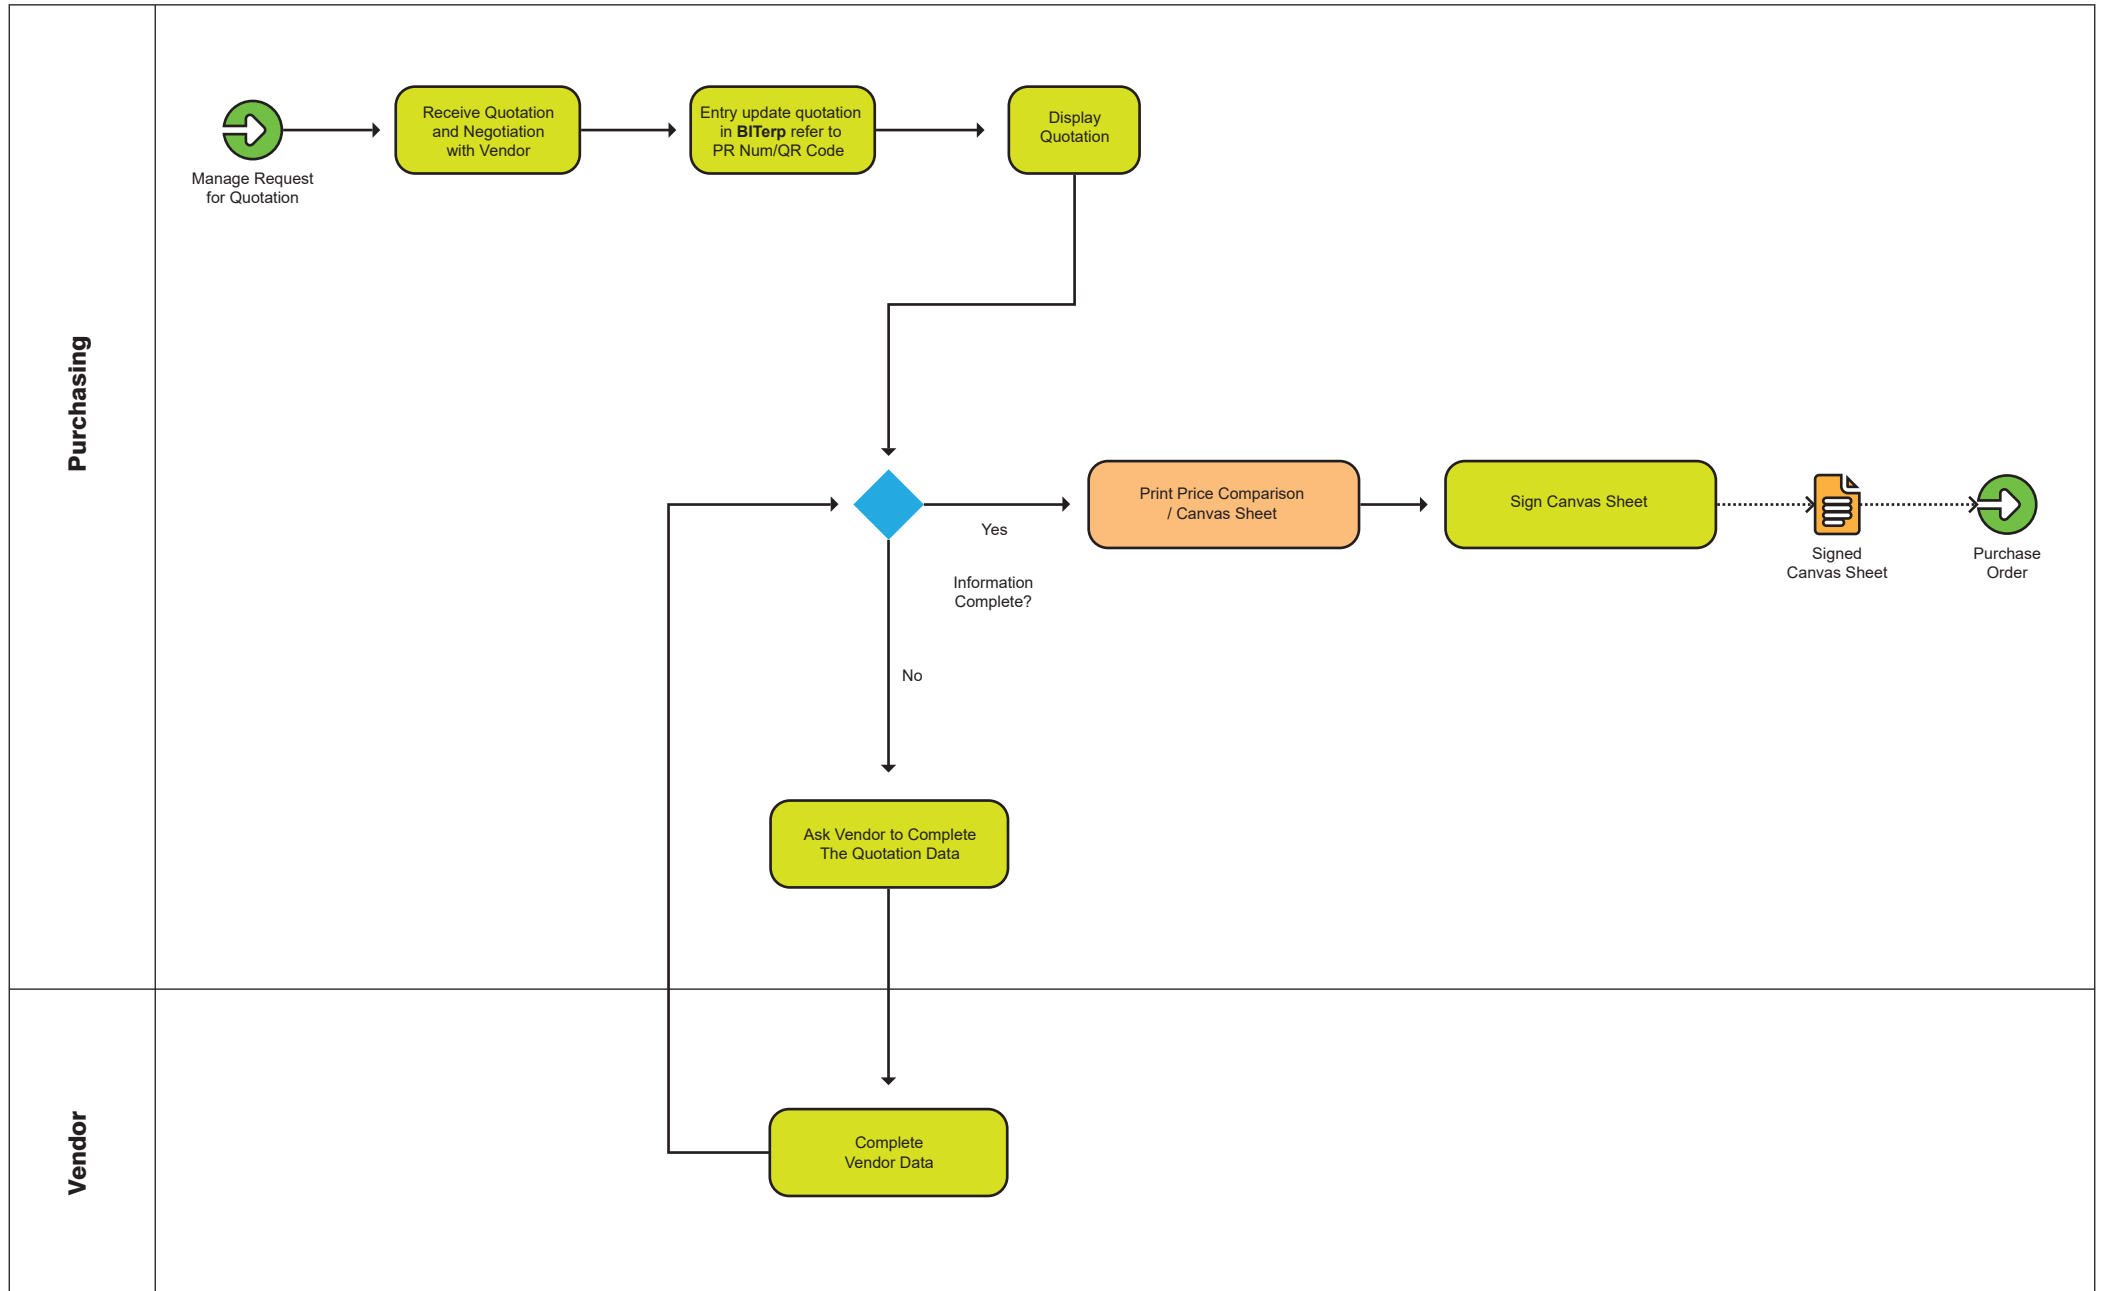 Purchasing
Manage Request
for Quotation
Receive Quotation
and Negotiation
with Vendor
Entry update quotation
in BITerp refer to
PR Num/QR Code
Display
Quotation
Yes
Information
Complete?
No
Print Price Comparison
/ Canvas Sheet
Sign Canvas Sheet
Signed
Canvas Sheet
Purchase
Order
Ask Vendor to Complete
The Quotation Data
Vendor
Complete
Vendor Data